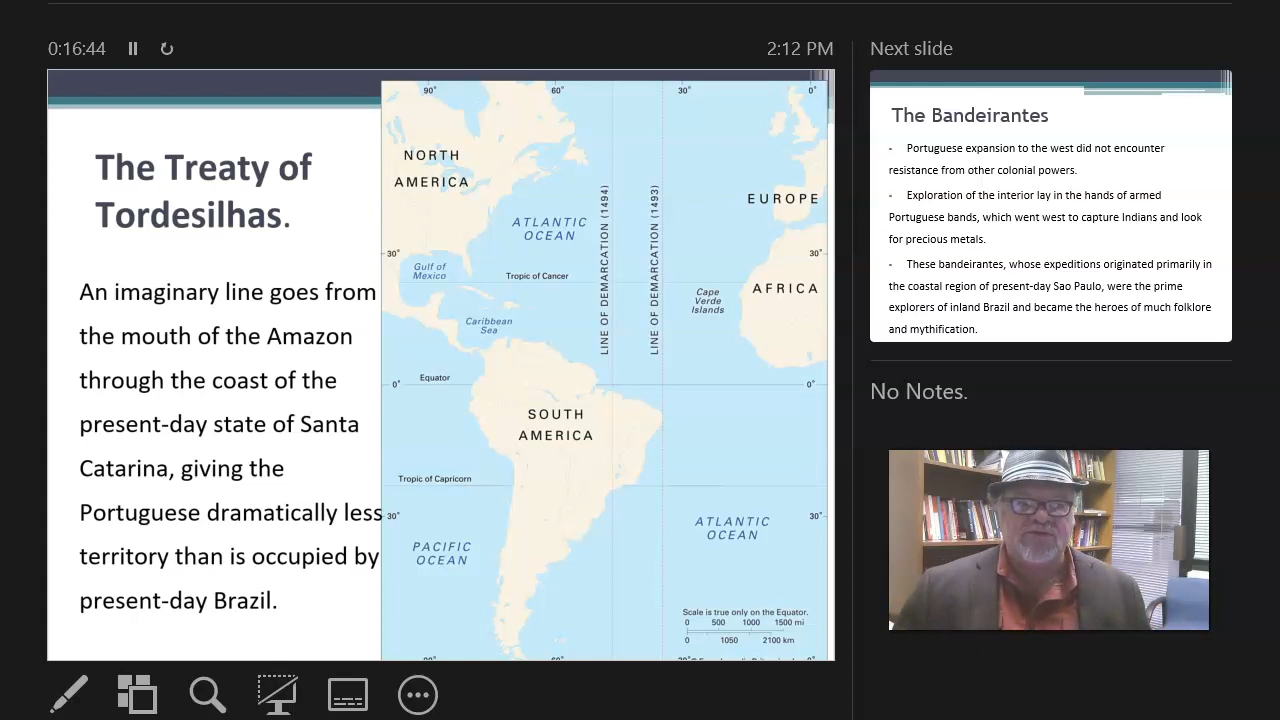 0:16:44
2:12 PM
Next slide
The Treaty of
Tordesilhas.
An imaginary line goes from
the mouth of the Amazon
through the coast of the
present-day state of Santa
Catarina, giving the
Portuguese dramatically less
territory than is occupied by
present-day Brazil.
90°
60°
30°
0°
NORTH
AMERICA
EUROPE
ATLANTIC
OCEAN
LINE OF DEMARCATION (1494)
LINE OF DEMARCATION (1493)
30°
30°
Gulf of
Mexico
Tropic of Cancer
Cape
Verde
Islands
AFRICA
Caribbean
Sea
Equator
0°
0°
SOUTH
AMERICA
Tropic of Capricorn
30°
30°
ATLANTIC
OCEAN
PACIFIC
OCEAN
Scale is true only on the Equator.
0 500 1000 1500 mi
0 1050 2100 km
The Bandeirantes
- Portuguese expansion to the west did not encounter
resistance from other colonial powers.
- Exploration of the interior lay in the hands of armed
Portuguese bands, which went west to capture Indians and look
for precious metals.
- These bandeirantes, whose expeditions originated primarily in
the coastal region of present-day Sao Paulo, were the prime
explorers of inland Brazil and became the heroes of much folklore
and mythification.
No Notes.